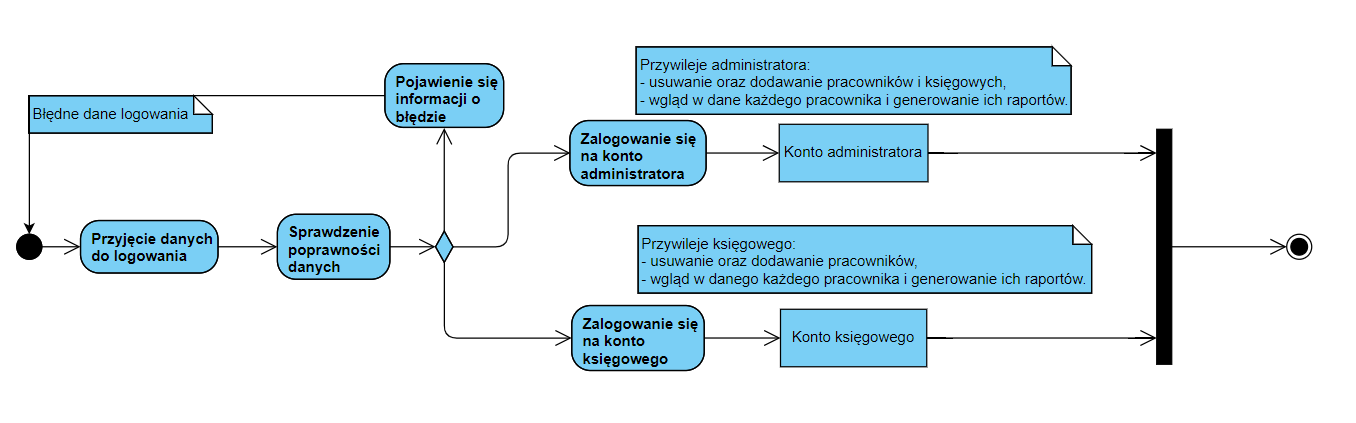 Błędne dane logowania
Pojawienie się
informacji o
błędzie
Przywileje administratora:
- usuwanie oraz dodawanie pracowników i księgowych,
- wgląd w dane każdego pracownika i generowanie ich raportów.
Zalogowanie się
na konto
administratora
Konto administratora
Przyjęcie danych
do logowania
Sprawdzenie
poprawności
danych
Przywileje księgowego:
- usuwanie oraz dodawanie pracowników,
- wgląd w danego każdego pracownika i generowanie ich raportów.
Zalogowanie się
na konto
księgowego
Konto księgowego